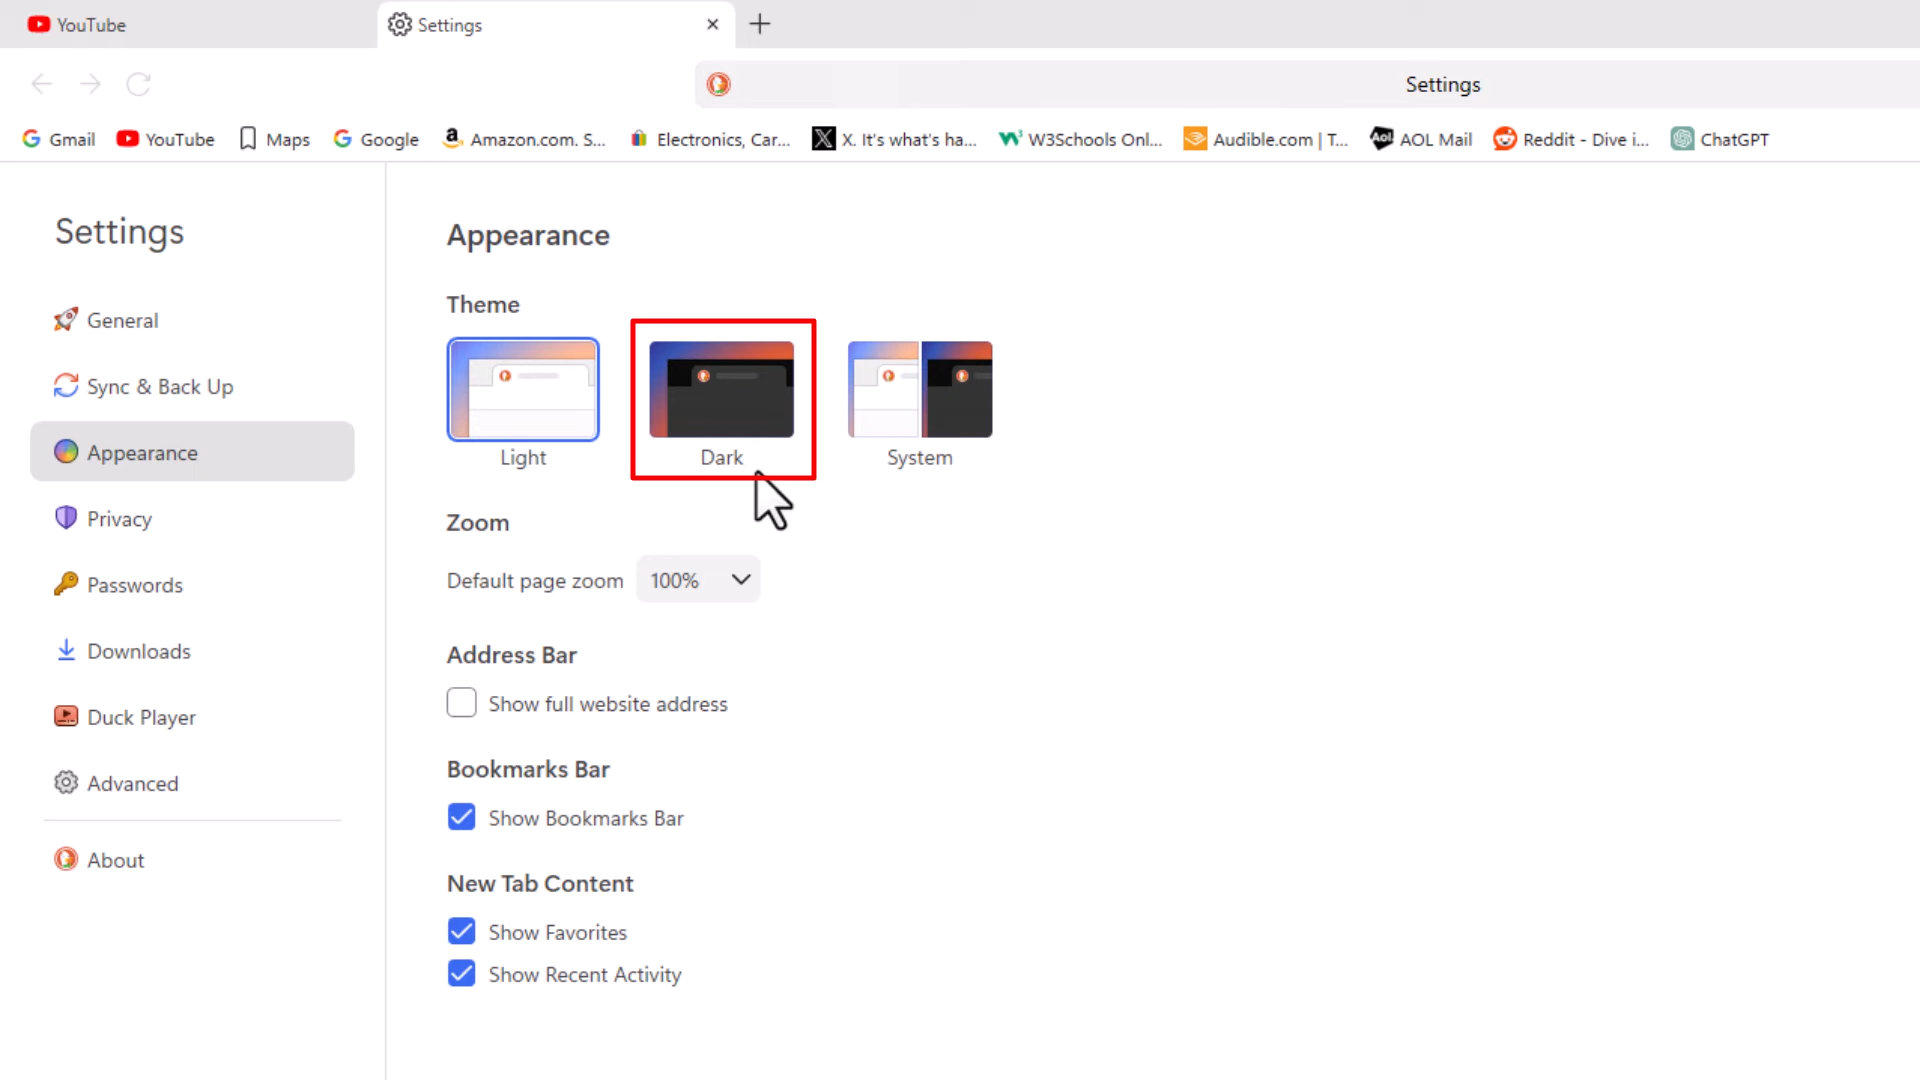 YouTube
Settings
Settings
Gmail
YouTube
Maps
Google
Amazon.com. S...
Electronics, Car...
X. It's what's ha...
W3Schools Onl...
Audible.com | T...
AOL Mail
Reddit - Dive i...
ChatGPT
Settings
General
Sync & Back Up
Appearance
Privacy
Passwords
Downloads
Duck Player
Advanced
About
Appearance
Theme
Light
Dark
System
Zoom
Default page zoom 100%
Address Bar
Show full website address
Bookmarks Bar
Show Bookmarks Bar
New Tab Content
Show Favorites
Show Recent Activity